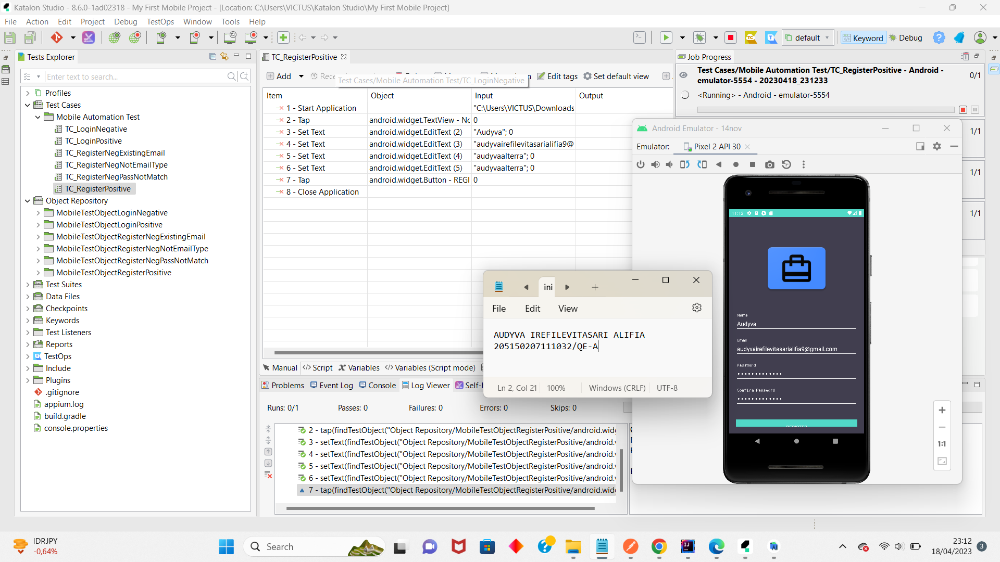 Katalon Studio - 8.6.0-1ad02318 - My First Mobile Project - [Location: C:\Users\VICTUS\Katalon Studio\My First Mobile Project]
File Action Edit Project Debug TestOps Window Tools Help
default
Keyword
Debug
Tests Explorer
Enter text to search...
Profiles
Test Cases
Mobile Automation Test
TC_LoginNegative
TC_LoginPositive
TC_RegisterNegExistingEmail
TC_RegisterNegNotEmailType
TC_RegisterNegPassNotMatch
TC_RegisterPositive
Object Repository
MobileTestObjectLoginNegative
MobileTestObjectLoginPositive
MobileTestObjectRegisterNegExistingEmail
MobileTestObjectRegisterNegNotEmailType
MobileTestObjectRegisterNegPassNotMatch
MobileTestObjectRegisterPositive
Test Suites
Data Files
Checkpoints
Keywords
Test Listeners
Reports
TestOps
Include
Plugins
.gitignore
appium.log
build.gradle
console.properties
TC_RegisterPositive
Add
Edit tags
Set default view
Test Cases/Mobile Automation Test/TC_LoginNegative
Item Object Input Output
1 - Start Application "C:\Users\VICTUS\Downloads
2 - Tap android.widget.TextView - Nc 0
3 - Set Text android.widget.EditText (2) "Audyva"; 0
4 - Set Text android.widget.EditText (3) "audyvairefilevitasarialifia9@
5 - Set Text android.widget.EditText (4) "audyvaalterra"; 0
6 - Set Text android.widget.EditText (5) "audyvaalterra"; 0
7 - Tap android.widget.Button - REGI 0
8 - Close Application
Manual Script Variables Variables (Script mode)
Problems Event Log Console Log Viewer Self-H
Runs: 0/1 Passes: 0 Failures: 0 Errors: 0 Skips: 0
2 - tap(findTestObject("Object Repository/MobileTestObjectRegisterPositive/android.widg
3 - setText(findTestObject("Object Repository/MobileTestObjectRegisterPositive/android.v
4 - setText(findTestObject("Object Repository/MobileTestObjectRegisterPositive/android.v
5 - setText(findTestObject("Object Repository/MobileTestObjectRegisterPositive/android.v
6 - setText(findTestObject("Object Repository/MobileTestObjectRegisterPositive/android.v
7 - tap(findTestObject("Object Repository/MobileTestObjectRegisterPositive/android.widg
Job Progress
Test Cases/Mobile Automation Test/TC_RegisterPositive - Android -
emulator-5554 - 20230418_231233
0/1
<Running> - Android - emulator-5554
1/1
1/1
1/1
Android Emulator - 14nov
Emulator: Pixel 2 API 30
11:12
Name
Audyva
Email
audyvairefilevitasarialifia9@gmail.com
Password
Confirm Password
REGISTER
1:1
ini
File Edit View
AUDYVA IREFILEVITASARI ALIFIA
205150207111032/QE-A
Ln 2, Col 21 100% Windows (CRLF) UTF-8
IDRJPY
-0,64%
Search
23:12
18/04/2023
3